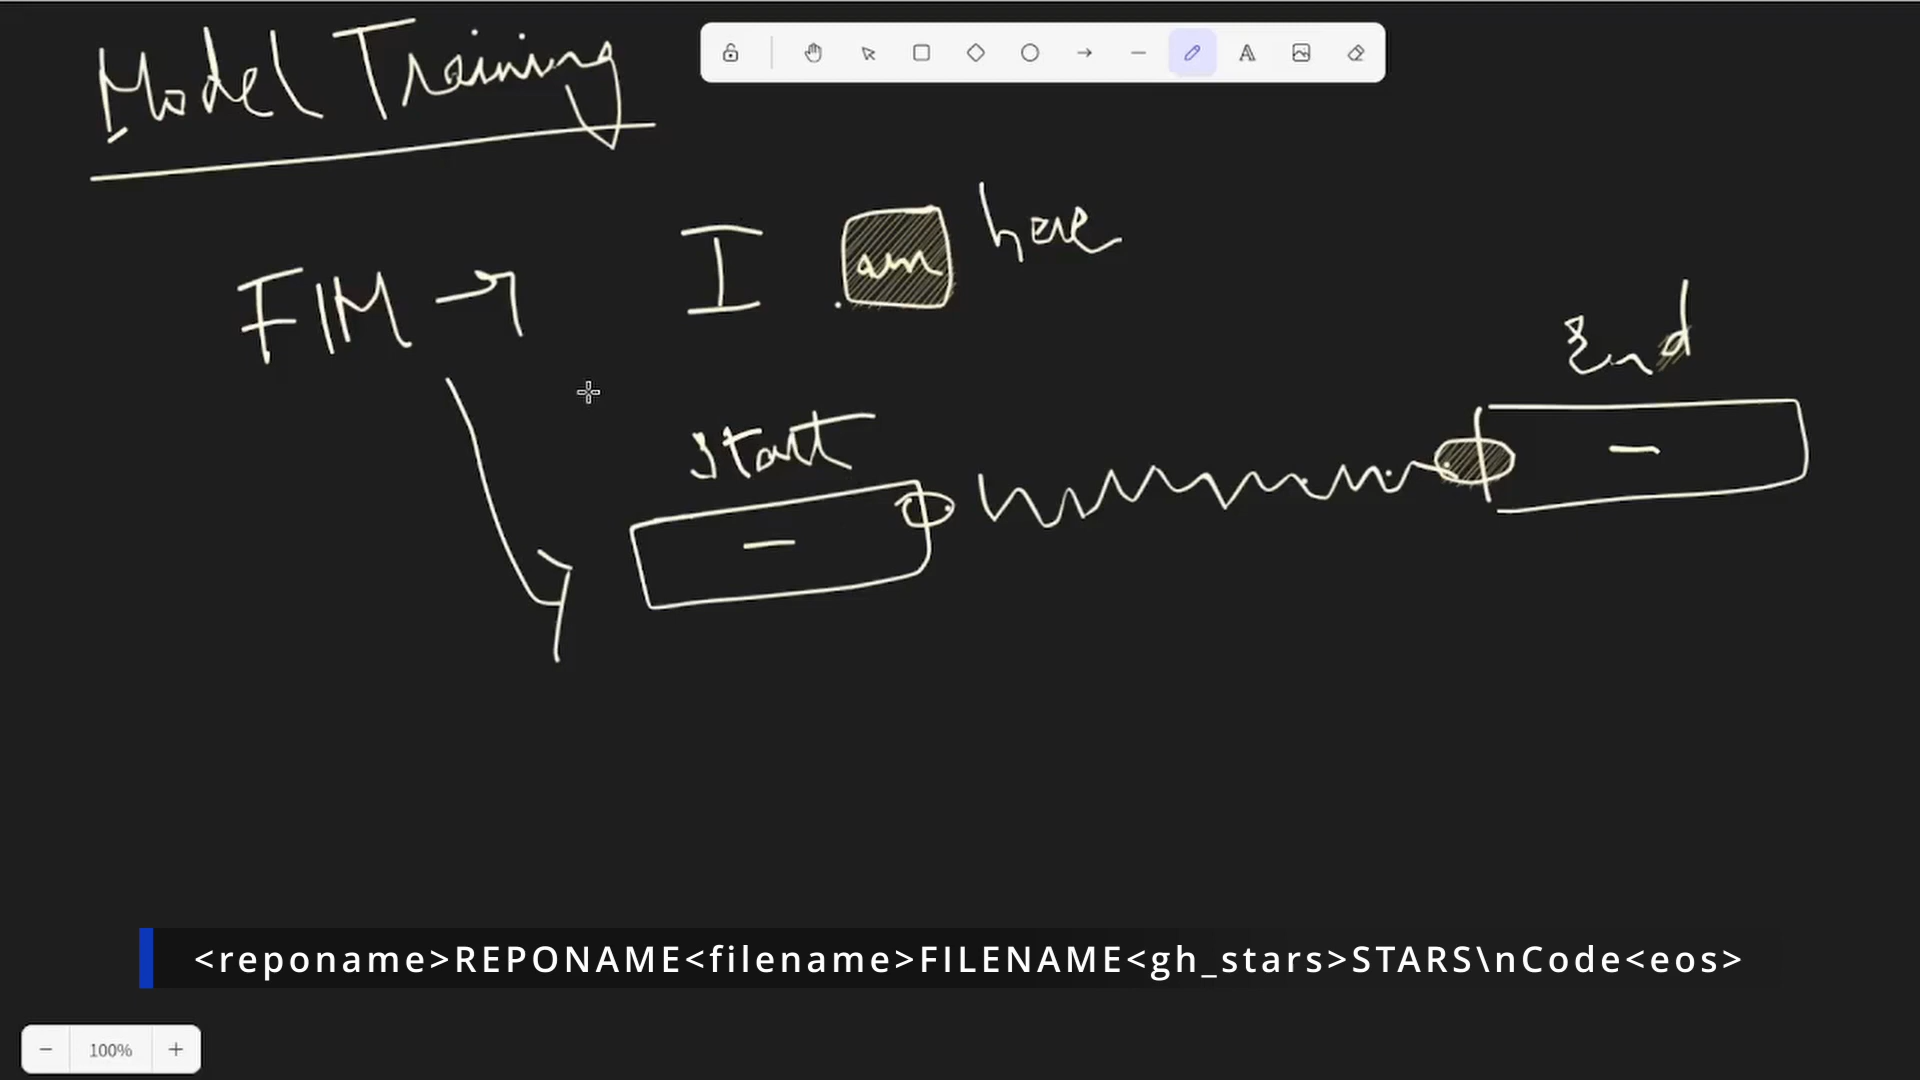 Model Training
FIM → I am here
Start
End
<reponame>REPONAME<filename>FILENAME<gh_stars>STARS\nCode<eos>
100%